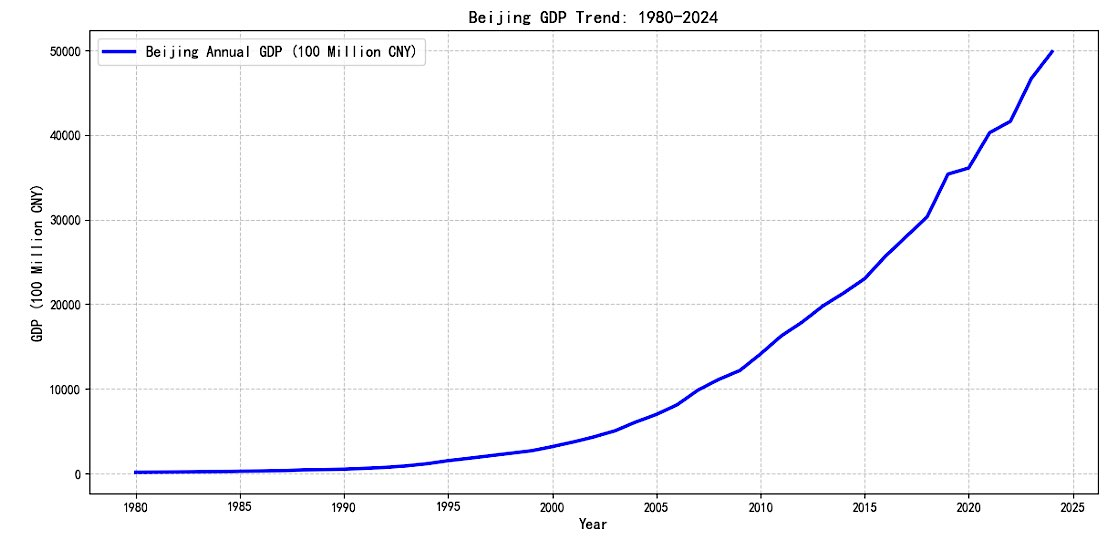 Beijing GDP Trend: 1980-2024
Beijing Annual GDP (100 Million CNY)
GDP (100 Million CNY)
50000
40000
30000
20000
10000
0
1980 1985 1990 1995 2000 2005 2010 2015 2020 2025
Year